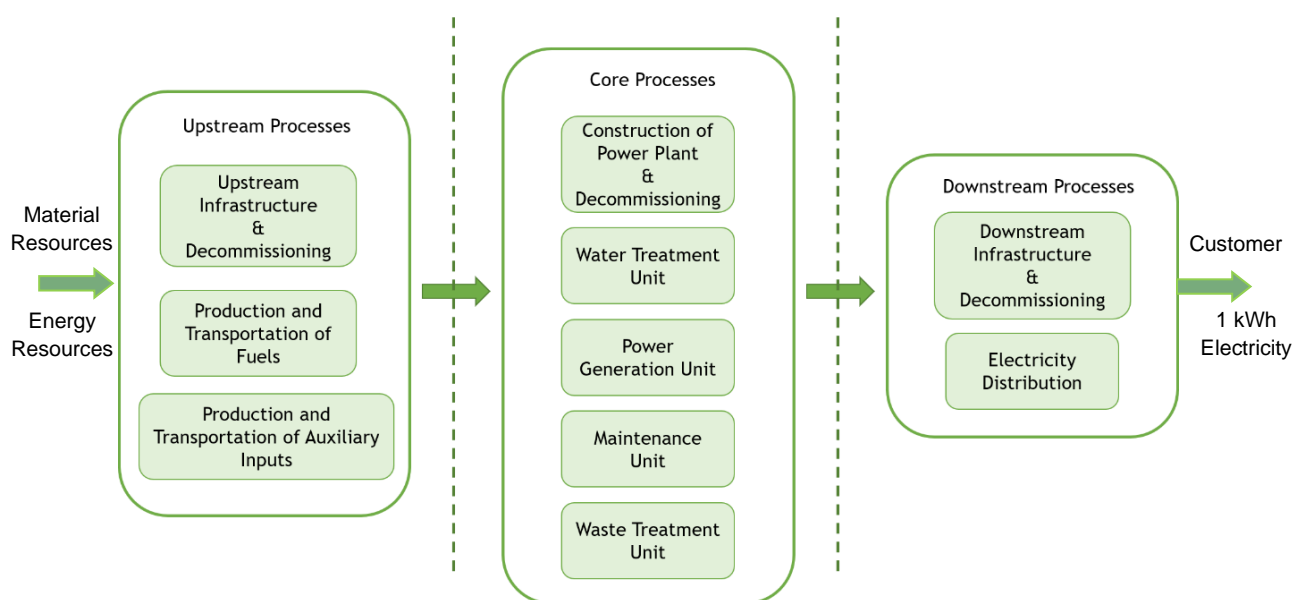 Material
Resources
Energy
Resources
Upstream Processes
Upstream
Infrastructure
&
Decommissioning
Production and
Transportation of
Fuels
Production and
Transportation of Auxiliary
Inputs
Core Processes
Construction of
Power Plant
&
Decommissioning
Water Treatment
Unit
Power
Generation Unit
Maintenance
Unit
Waste Treatment
Unit
Downstream Processes
Downstream
Infrastructure
&
Decommissioning
Electricity
Distribution
Customer
1 kWh
Electricity